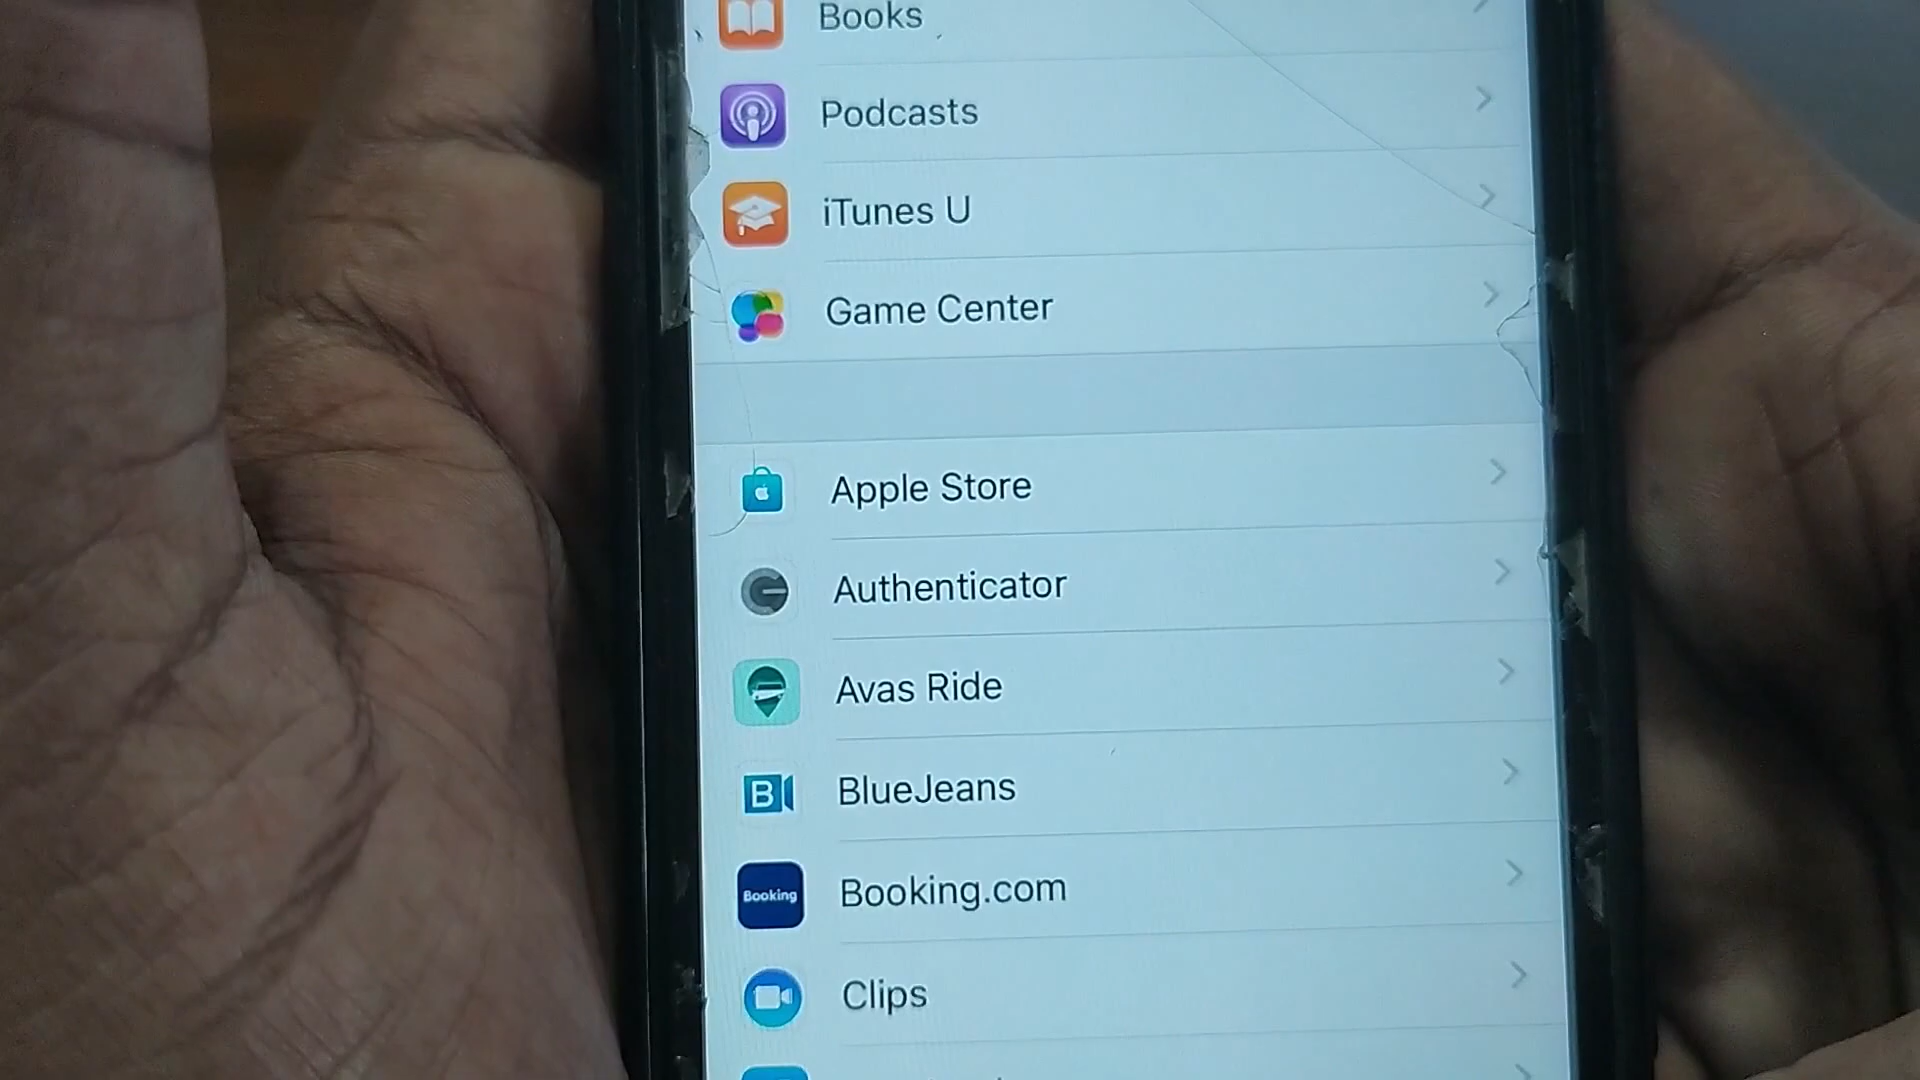 Books
Podcasts
iTunes U
Game Center
Apple Store
Authenticator
Avas Ride
BlueJeans
B
Booking.com
Booking
Clips